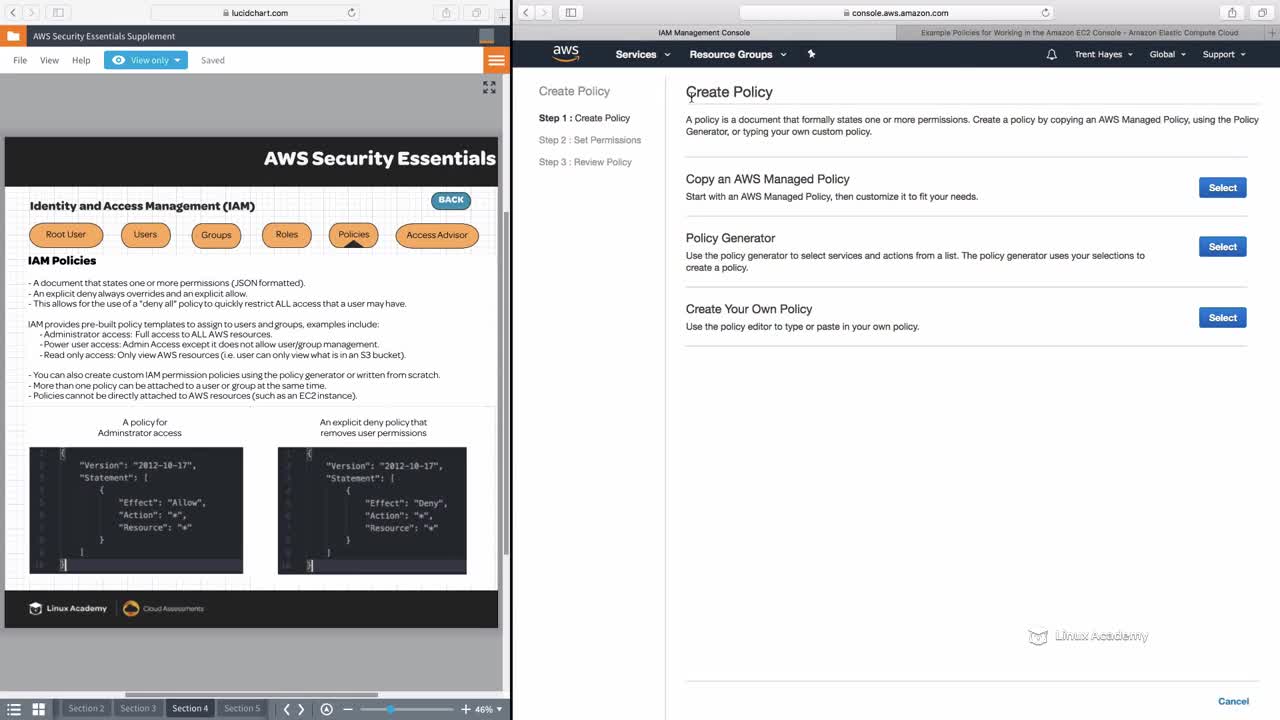 lucidchart.com
AWS Security Essentials Supplement
File View Help View only Saved
AWS Security Essentials
Identity and Access Management (IAM)
BACK
Root User Users Groups Roles Policies Access Advisor
IAM Policies
- A document that states one or more permissions (JSON formatted).
- An explicit deny always overrides and an explicit allow.
- This allows for the use of a "deny all" policy to quickly restrict ALL access that a user may have.
IAM provides pre-built policy templates to assign to users and groups, examples include:
- Administrator access: Full access to ALL AWS resources.
- Power user access: Admin Access except it does not allow user/group management.
- Read only access: Only view AWS resources (i.e. user can only view what is in an S3 bucket).
- You can also create custom IAM permission policies using the policy generator or written from scratch.
- More than one policy can be attached to a user or group at the same time.
- Policies cannot be directly attached to AWS resources (such as an EC2 instance).
A policy for
Adminstrator access
{
"Version": "2012-10-17",
"Statement": [
{
"Effect": "Allow",
"Action": "*",
"Resource": "*"
}
]
}
An explicit deny policy that
removes user permissions
{
"Version": "2012-10-17",
"Statement": [
{
"Effect": "Deny",
"Action": "*",
"Resource": "*"
}
]
}
Linux Academy Cloud Assessments
Section 2 Section 3 Section 4 Section 5 46%
console.aws.amazon.com
IAM Management Console Example Policies for Working in the Amazon EC2 Console - Amazon Elastic Compute Cloud
aws Services Resource Groups Trent Hayes Global Support
Create Policy
Step 1 : Create Policy
Step 2 : Set Permissions
Step 3 : Review Policy
Create Policy
A policy is a document that formally states one or more permissions. Create a policy by copying an AWS Managed Policy, using the Policy
Generator, or typing your own custom policy.
Copy an AWS Managed Policy
Start with an AWS Managed Policy, then customize it to fit your needs.
Select
Policy Generator
Use the policy generator to select services and actions from a list. The policy generator uses your selections to
create a policy.
Select
Create Your Own Policy
Use the policy editor to type or paste in your own policy.
Select
Linux Academy
Cancel